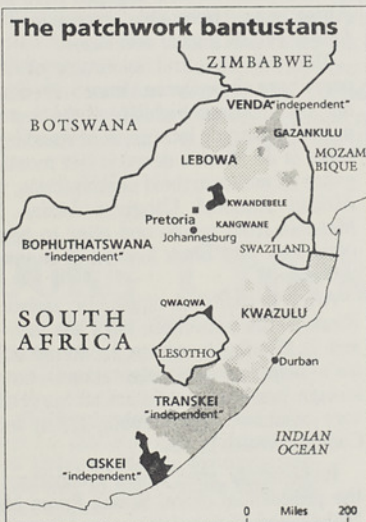 The patchwork bantustans
ZIMBABWE
VENDA "independent"
BOTSWANA
GAZANKULU
LEBOWA
MOZAM
BIQUE
KWANDEBELE
Pretoria
KANGWANE
Johannesburg
BOPHUTHATSWANA
"independent"
SWAZILAND
QWAQWA
KWAZULU
SOUTH
AFRICA
LESOTHO
Durban
TRANSKEI
"independent"
INDIAN
OCEAN
CISKEI
"independent"
0 Miles 200